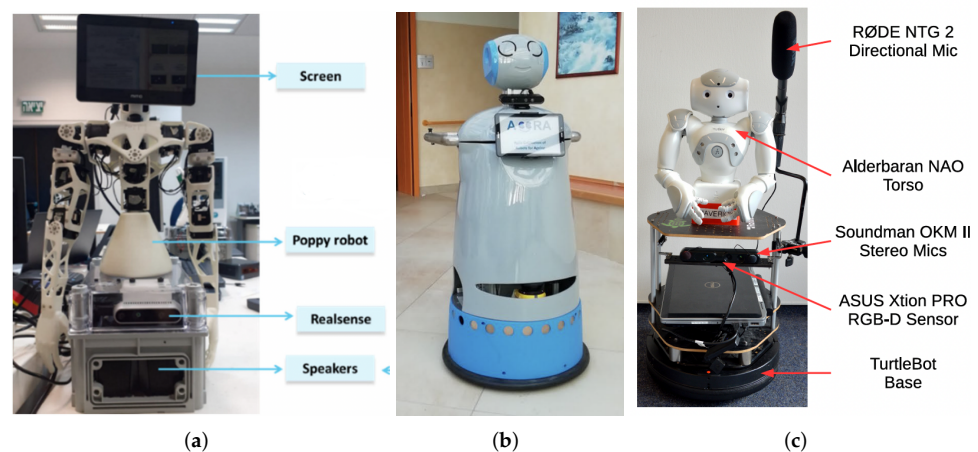 Screen
Poppy robot
Realsense
Speakers
(a)
(b)
RØDE NTG 2
Directional Mic
Alderbaran NAO
Torso
Soundman OKM II
Stereo Mics
ASUS Xtion PRO
RGB-D Sensor
TurtleBot
Base
(c)